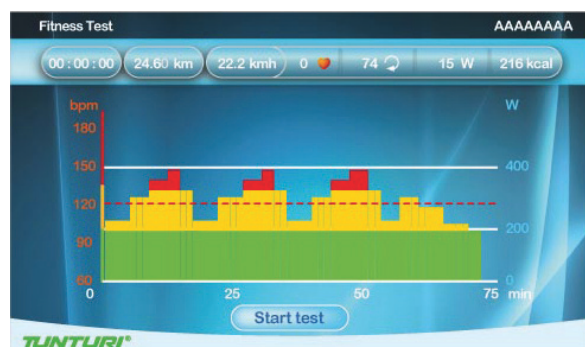 Fitness Test AAAAAAAA
00 : 00 : 00 24.60 km 22.2 kmh 0 74 15 W 216 kcal
bpm W
180
150 400
120
90 200
60 0
0 25 50 75 min
Start test
TUNTURI®